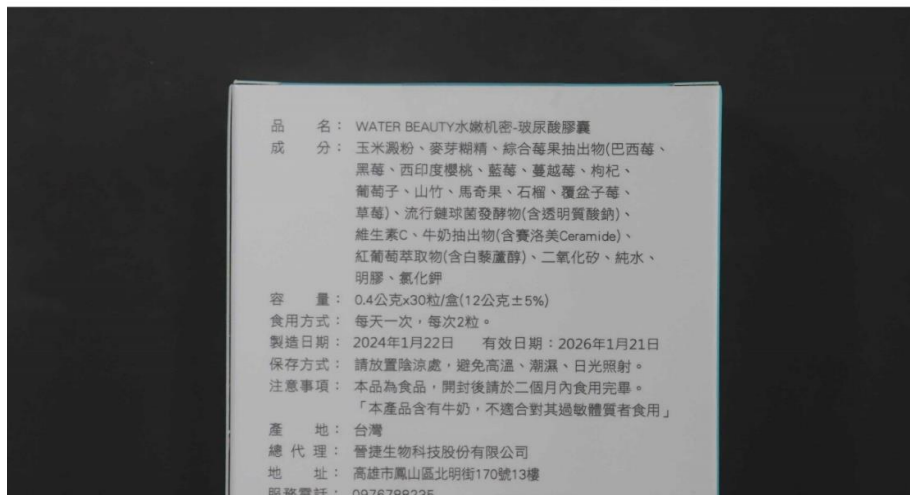 品　　名： WATER BEAUTY水嫩机密-玻尿酸膠囊
成　　分： 玉米澱粉、麥芽糊精、綜合莓果抽出物(巴西莓、
黑莓、西印度櫻桃、藍莓、蔓越莓、枸杞、
葡萄子、山竹、馬奇果、石榴、覆盆子莓、
草莓)、流行鏈球菌發酵物(含透明質酸鈉)、
維生素C、牛奶抽出物(含賽洛美Ceramide)、
紅葡萄萃取物(含白藜蘆醇)、二氧化矽、純水、
明膠、氯化鉀
容　　量： 0.4公克x30粒/盒(12公克±5%)
食用方式： 每天一次，每次2粒。
製造日期： 2024年1月22日　有效日期：2026年1月21日
保存方式： 請放置陰涼處，避免高溫、潮濕、日光照射。
注意事項： 本品為食品，開封後請於二個月內食用完畢。
「本產品含有牛奶，不適合對其過敏體質者食用」
產　　地： 台灣
總 代 理： 晉捷生物科技股份有限公司
地　　址： 高雄市鳳山區北明街170號13樓
服務電話： 0976788235